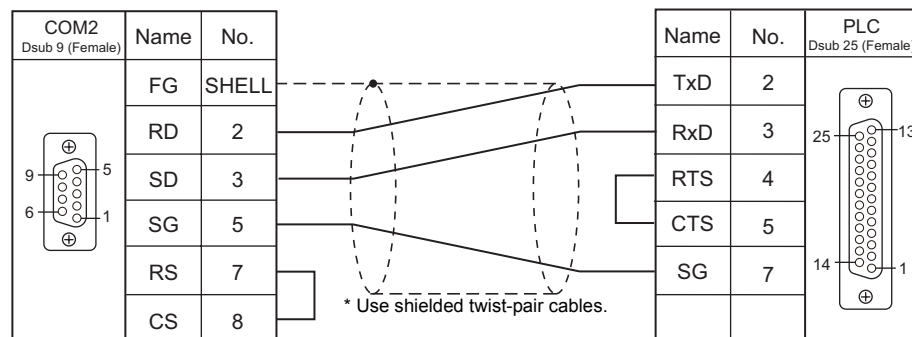 COM2
Dsub 9 (Female)
Name No.
FG SHELL
RD 2
SD 3
SG 5
RS 7
CS 8
9
5
6
1
* Use shielded twist-pair cables.
Name No.
PLC
Dsub 25 (Female)
TxD 2
RxD 3
RTS 4
CTS 5
SG 7
25
13
14
1